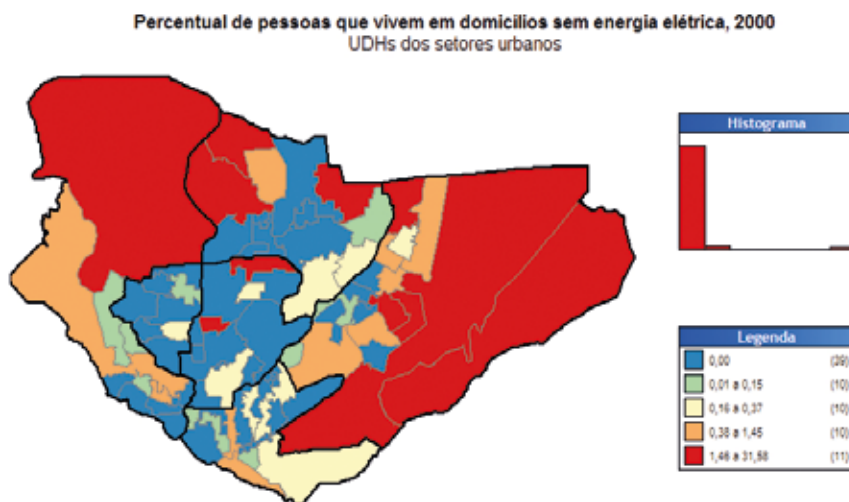 Percentual de pessoas que vivem em domicílios sem energia elétrica, 2000
UDHs dos setores urbanos
Histograma
Legenda
0,00 (39)
0,01 a 0,15 (10)
0,16 a 0,37 (10)
0,38 a 1,45 (10)
1,46 a 31,58 (11)